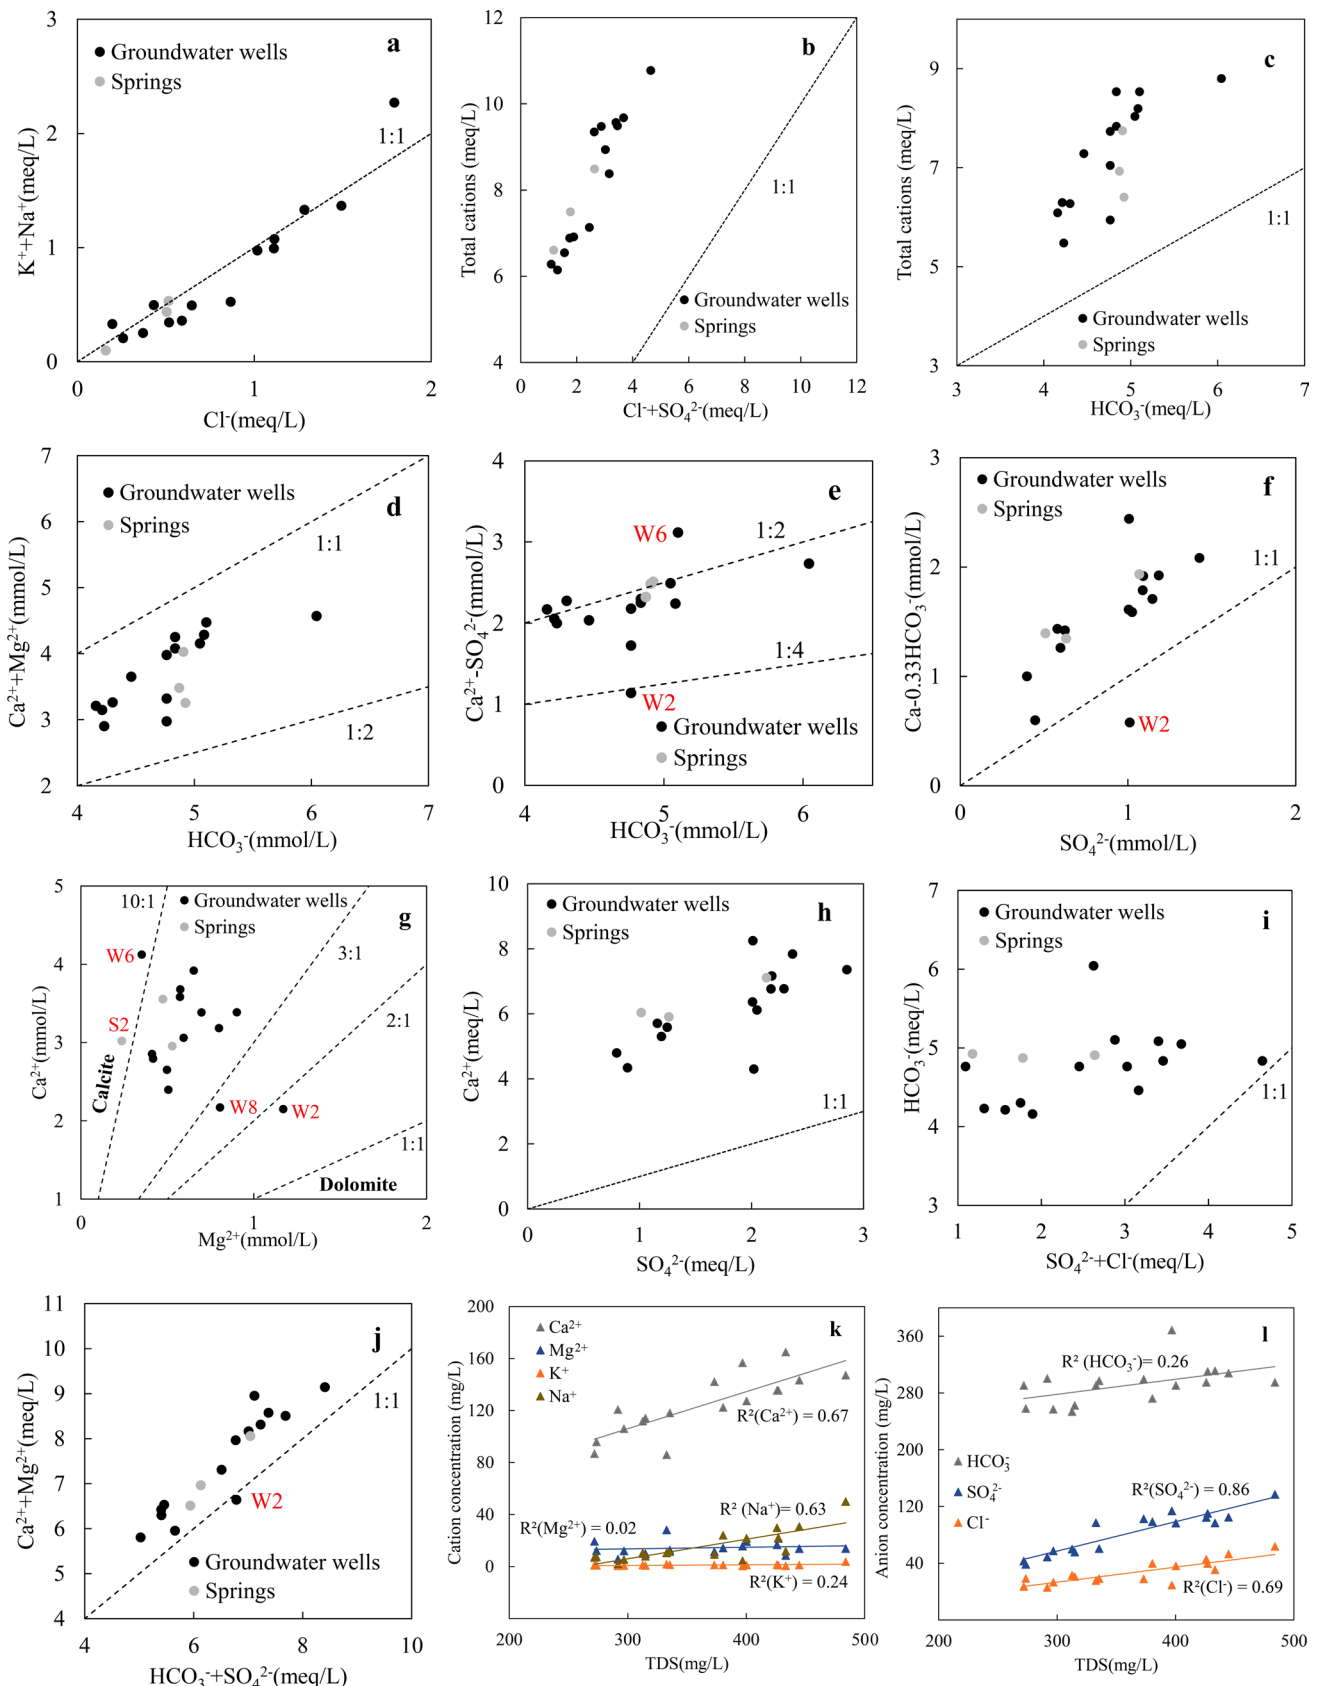 a
Groundwater wells
Springs
1:1
3
2
1
0
0
1
2
K⁺+Na⁺(meq/L)
Cl⁻(meq/L)
b
1:1
Groundwater wells
Springs
12
10
8
6
4
0
2
4
6
8
10
12
Total cations (meq/L)
Cl⁻+SO₄²⁻(meq/L)
c
1:1
Groundwater wells
Springs
9
7
5
3
3
4
5
6
7
Total cations (meq/L)
HCO₃⁻(meq/L)
Groundwater wells
Springs
d
1:1
1:2
7
6
5
4
3
2
4
5
6
7
Ca²⁺+Mg²⁺(mmol/L)
HCO₃⁻(mmol/L)
e
W6
1:2
1:4
W2
Groundwater wells
Springs
4
3
2
1
0
4
5
6
Ca²⁺-SO₄²⁻(mmol/L)
HCO₃⁻(mmol/L)
Groundwater wells
Springs
f
1:1
W2
3
2
1
0
0
1
2
Ca-0.33HCO₃⁻(mmol/L)
SO₄²⁻(mmol/L)
10:1
Groundwater wells
Springs
g
W6
3:1
S2
2:1
Calcite
W8
W2
1:1
Dolomite
5
4
3
2
1
0
1
2
Ca²⁺(mmol/L)
Mg²⁺(mmol/L)
Groundwater wells
Springs
h
1:1
10
8
6
4
2
0
0
1
2
3
Ca²⁺(meq/L)
SO₄²⁻(meq/L)
Groundwater wells
Springs
i
1:1
7
6
5
4
3
1
2
3
4
5
HCO₃⁻(meq/L)
SO₄²⁻+Cl⁻(meq/L)
j
1:1
W2
Groundwater wells
Springs
11
10
9
8
7
6
5
4
4
6
8
10
Ca²⁺+Mg²⁺(meq/L)
HCO₃⁻+SO₄²⁻(meq/L)
Ca²⁺
Mg²⁺
K⁺
Na⁺
k
R²(Ca²⁺) = 0.67
R² (Na⁺)= 0.63
R²(Mg²⁺) = 0.02
R²(K⁺) = 0.24
200
160
120
80
40
0
200
300
400
500
Cation concentration (mg/L)
TDS(mg/L)
l
R² (HCO₃⁻)= 0.26
HCO₃⁻
SO₄²⁻
Cl⁻
R²(SO₄²⁻) = 0.86
R²(Cl⁻) = 0.69
360
280
200
120
40
200
300
400
500
Anion concentration (mg/L)
TDS(mg/L)